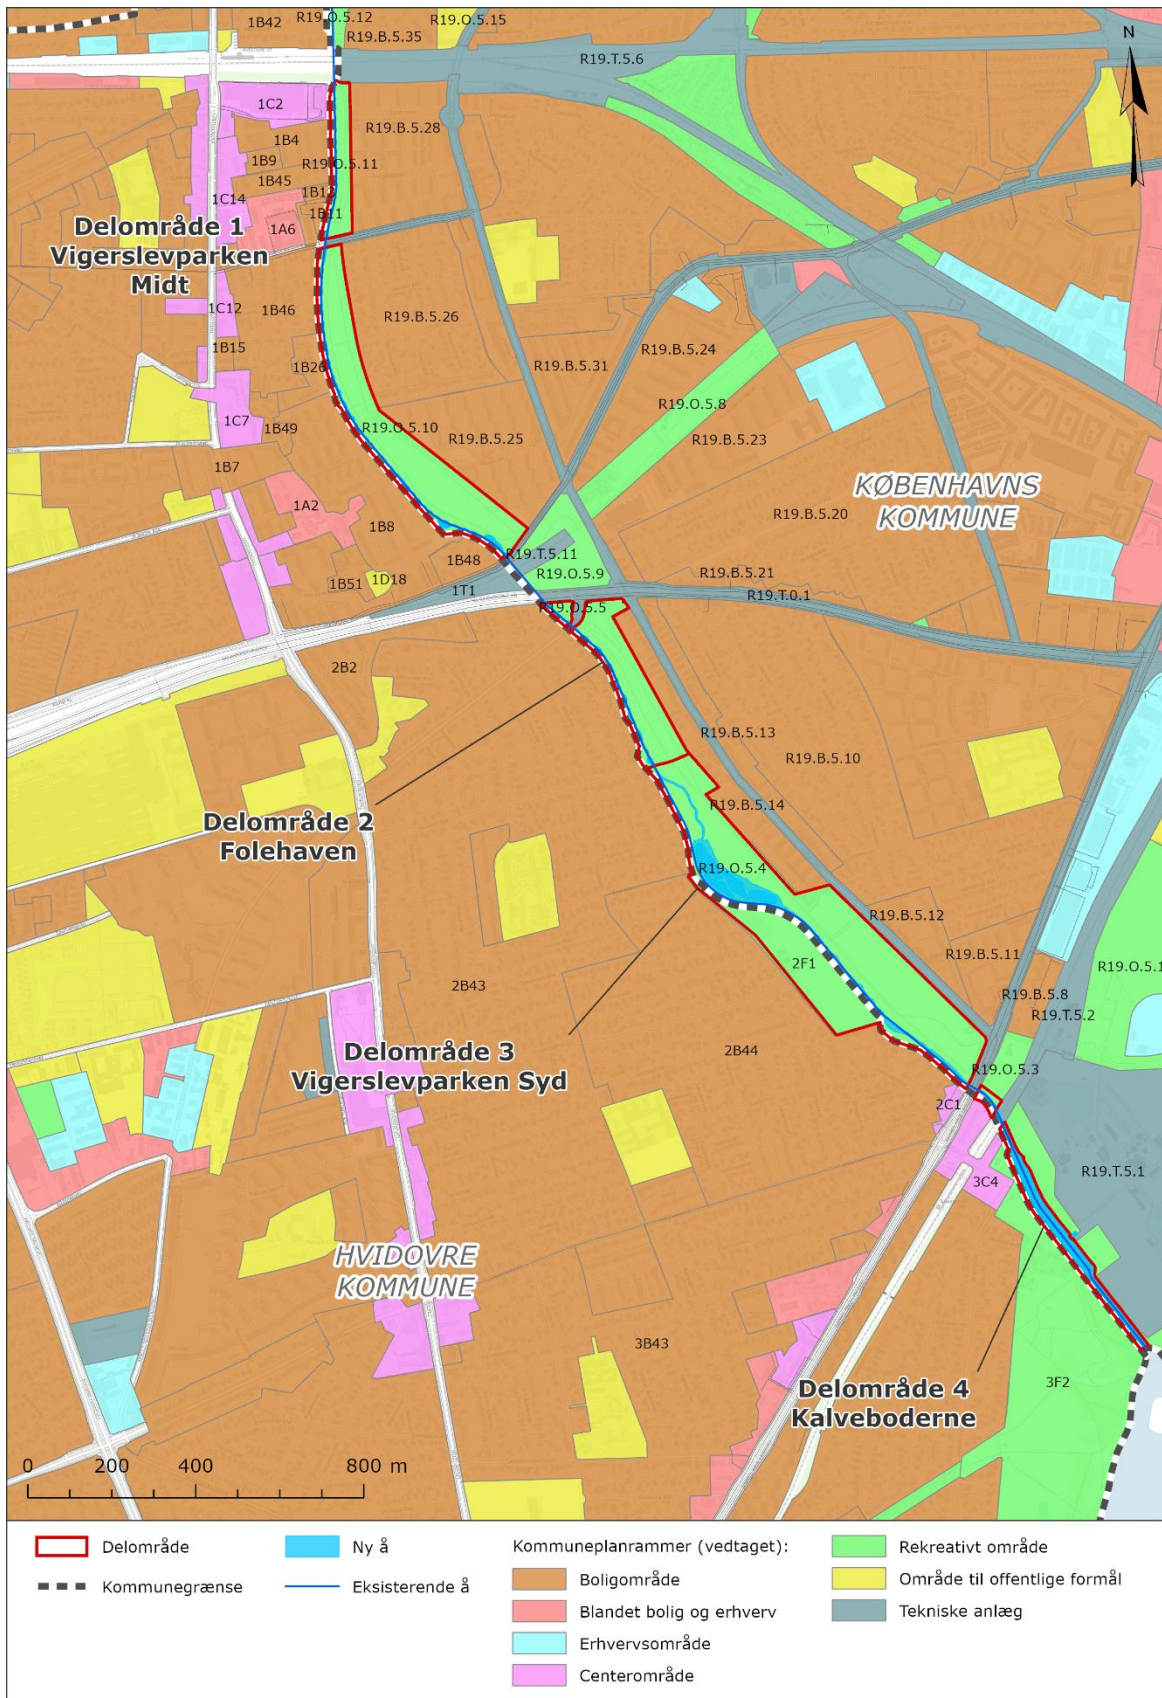 1B42
R19.O.5.12
R19.O.5.15
R19.B.5.35
N
R19.T.5.6
1C2
R19.B.5.28
1B4
1B9
R19.O.5.11
1B45
1B12
1C14
1B11
1A6
Delområde 1
Vigerslevparken
Midt
1C12
1B46
R19.B.5.26
1B15
R19.B.5.24
1B26
R19.B.5.31
R19.O.5.8
1C7
1B49
R19.O.5.10
R19.B.5.25
R19.B.5.23
1B7
KØBENHAVNS
KOMMUNE
1A2
1B8
R19.B.5.20
1B48
R19.T.5.11
1B51
1D18
1T1
R19.O.5.9
R19.B.5.21
R19.T.0.1
R19.O.5.5
2B2
R19.B.5.13
R19.B.5.10
R19.B.5.14
Delområde 2
Folehaven
R19.O.5.4
R19.B.5.12
R19.B.5.11
2F1
R19.O.5.1
2B43
R19.B.5.8
R19.T.5.2
Delområde 3
Vigerslevparken Syd
2B44
R19.O.5.3
2C1
R19.T.5.1
3C4
HVIDOVRE
KOMMUNE
3B43
Delområde 4
Kalveboderne
3F2
0 200 400 800 m
Delområde
Kommunegrænse
Ny å
Eksisterende å
Kommuneplanrammer (vedtaget):
Boligområde
Blandet bolig og erhverv
Erhvervsområde
Centerområde
Rekreativt område
Område til offentlige formål
Tekniske anlæg